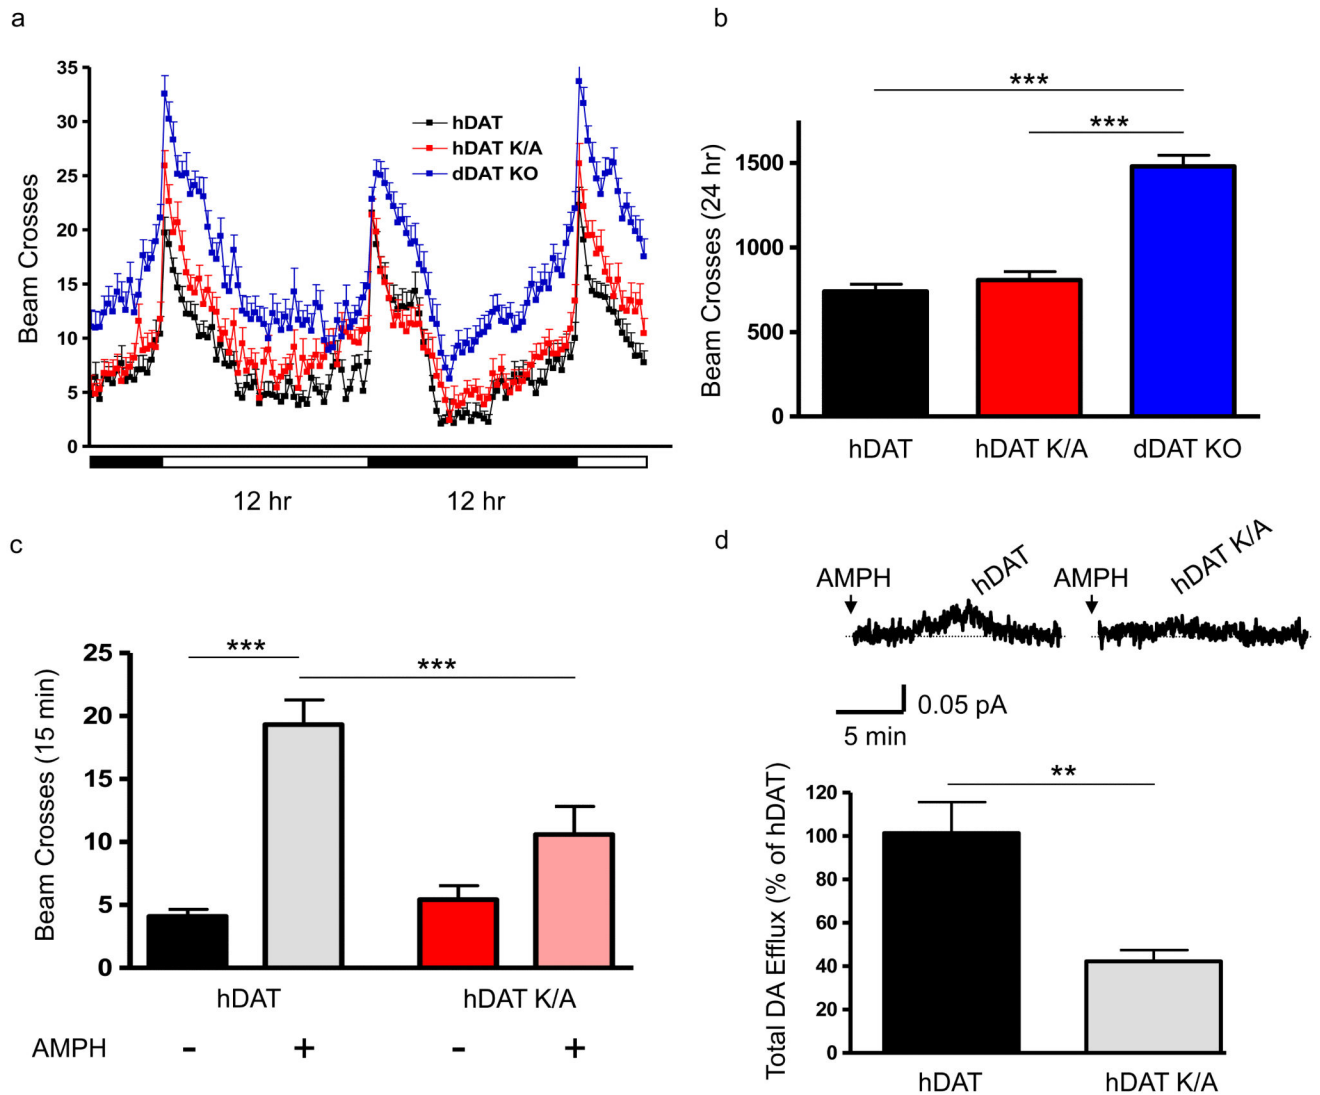 a
35
30
25
20
15
10
5
0
Beam Crosses
hDAT
hDAT K/A
dDAT KO
12 hr 12 hr
b
Beam Crosses (24 hr)
1500
1000
500
0
***
***
hDAT hDAT K/A dDAT KO
c
Beam Crosses (15 min)
25
20
15
10
5
0
***
***
hDAT hDAT K/A
AMPH - + - +
d
AMPH hDAT AMPH hDAT K/A
0.05 pA
5 min
Total DA Efflux (% of hDAT)
120
100
80
60
40
20
0
**
hDAT hDAT K/A